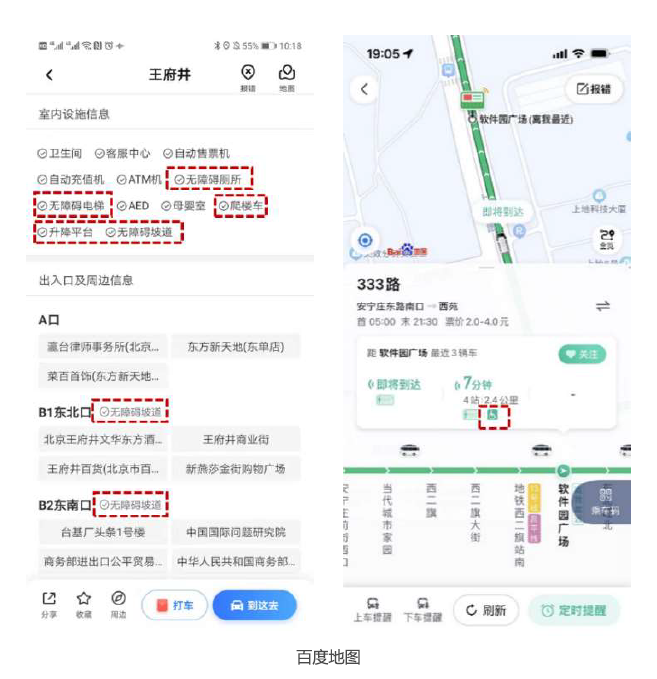 55% 10:18
王府井
报错
地图
室内设施信息
卫生间 客服中心 自动售票机
自动充值机 ATM机 无障碍厕所
无障碍电梯 AED 母婴室 爬楼车
升降平台 无障碍坡道
出入口及周边信息
A口
瀛台律师事务所(北京... 东方新天地(东单店)
菜百首饰(东方新天地...
B1东北口 无障碍坡道
北京王府井文华东方酒... 王府井商业街
王府井百货(北京市百... 新燕莎金街购物广场
B2东南口 无障碍坡道
台基厂头条1号楼 中国国际问题研究院
商务部进出口公平贸易... 中华人民共和国商务部...
分享 收藏 周边 打车 到这去
19:05
报错
软件园广场(离我最近)
即将到达
上地科技大厦
Bai 地图
333路
安宁庄东路南口 → 西苑
首 05:00 末 21:30 票价 2.0-4.0元
距 软件园广场 最近3辆车
关注
即将到达
7分钟
4站·2.4公里
-
当代城市家园
西二旗
西二旗大街
地铁西二旗站南
13号线
昌平线
软件园广场
北
乘车码
上车提醒 下车提醒 刷新 定时提醒
百度地图